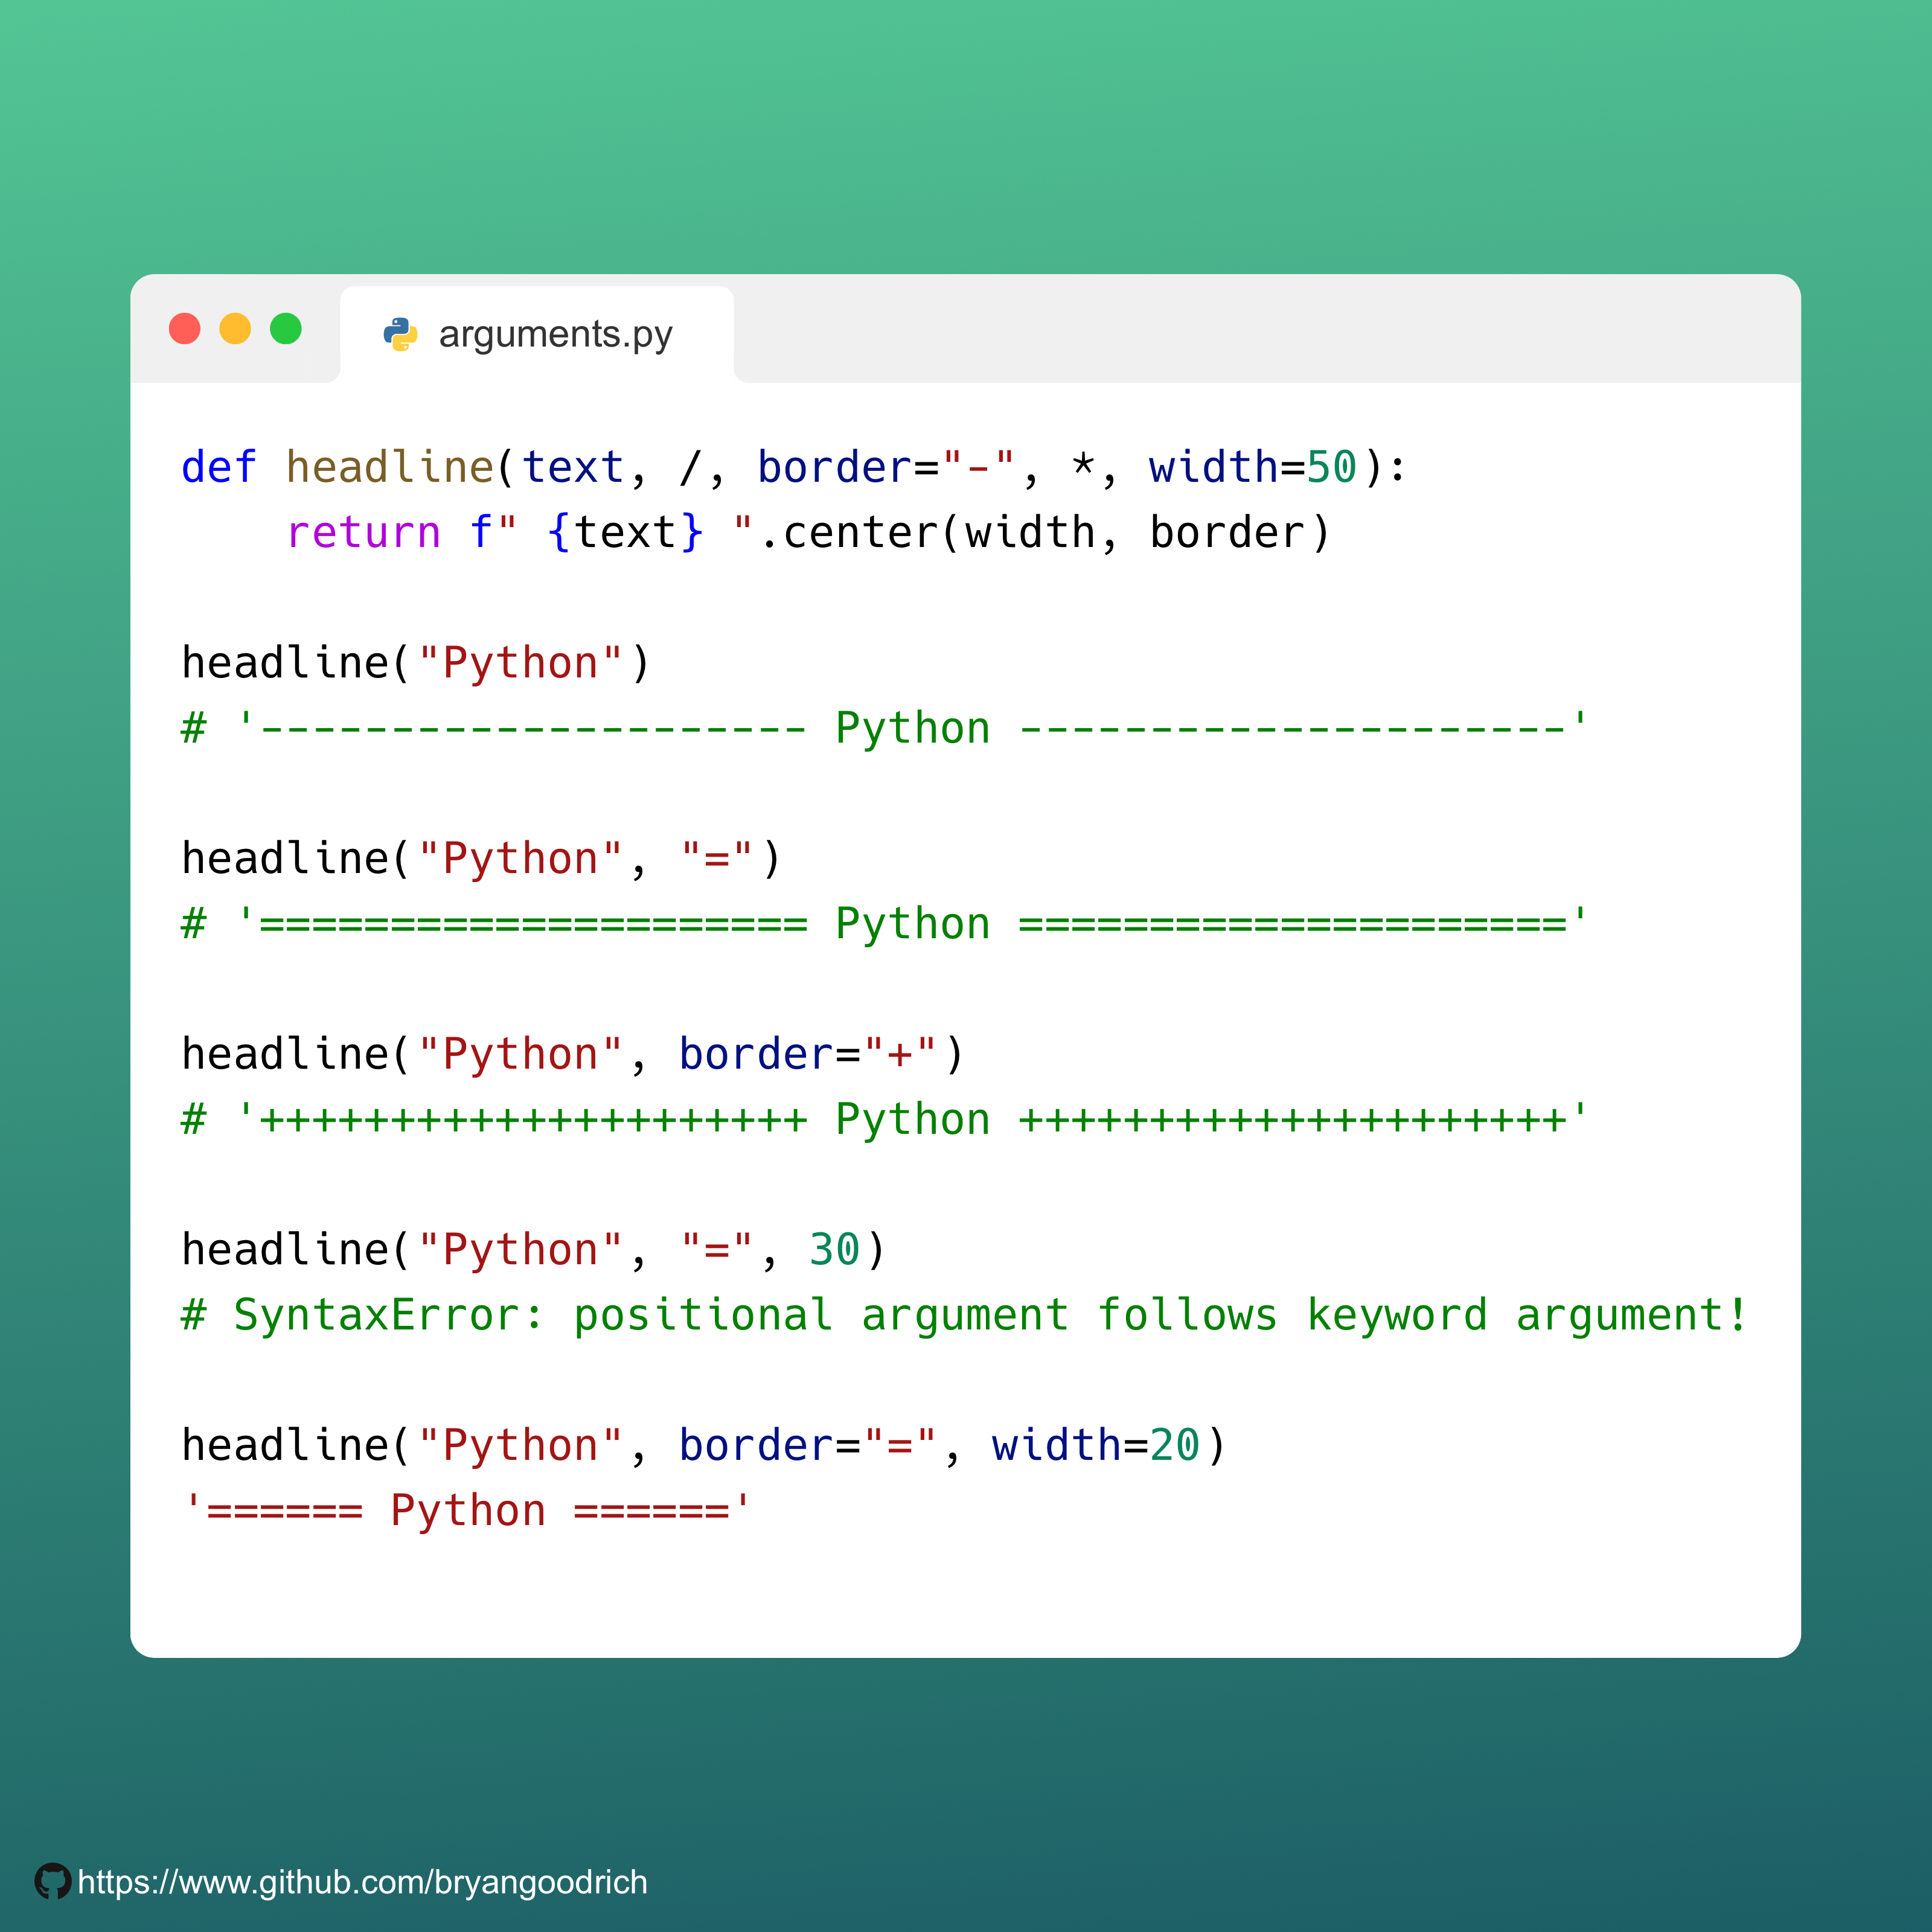 arguments.py
def headline(text, /, border="-", *, width=50):
    return f" {text} ".center(width, border)
headline("Python")
# '--------------------- Python ---------------------'
headline("Python", "=")
# '===================== Python ====================='
headline("Python", border="+")
# '+++++++++++++++++++++ Python +++++++++++++++++++++'
headline("Python", "=", 30)
# SyntaxError: positional argument follows keyword argument!
headline("Python", border="=", width=20)
'====== Python ======'
https://www.github.com/bryangoodrich